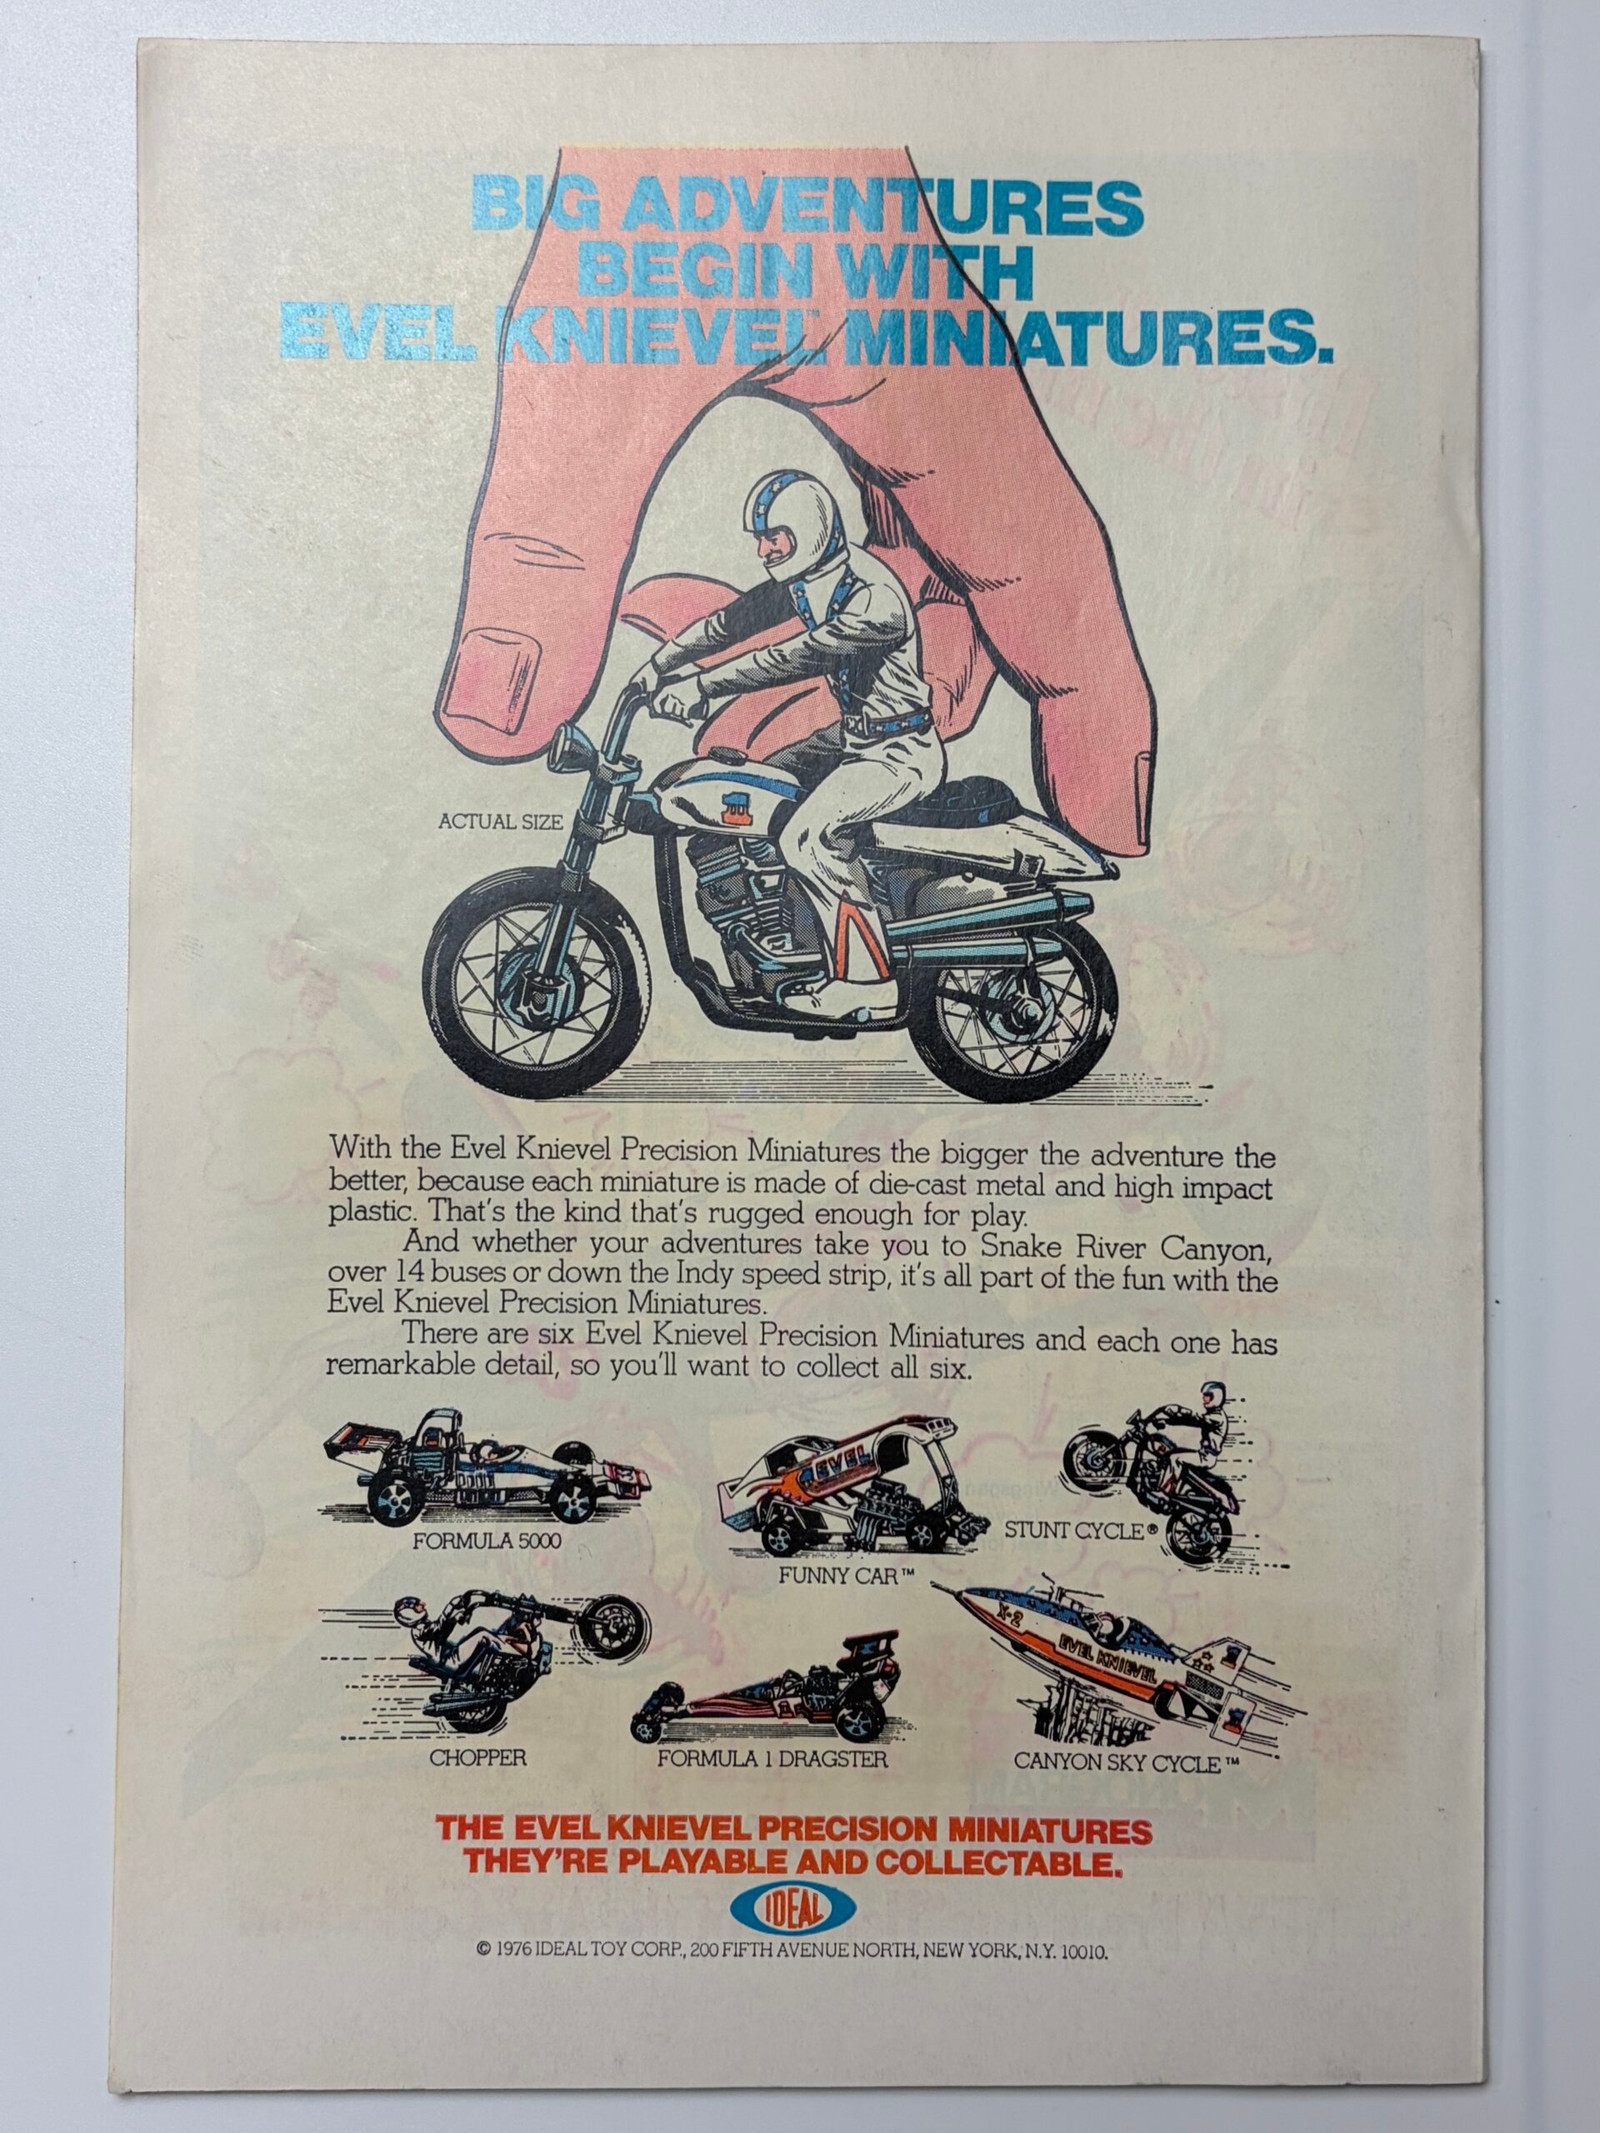 BIG ADVENTURES
BEGIN WITH
EVEL KNIEVEL™ MINIATURES.
ACTUAL SIZE
1
With the Evel Knievel Precision Miniatures the bigger the adventure the
better, because each miniature is made of die-cast metal and high impact
plastic. That's the kind that's rugged enough for play.
And whether your adventures take you to Snake River Canyon,
over 14 buses or down the Indy speed strip, it's all part of the fun with the
Evel Knievel Precision Miniatures.
There are six Evel Knievel Precision Miniatures and each one has
remarkable detail, so you'll want to collect all six.
FORMULA 5000
EVEL
FUNNY CAR™
STUNT CYCLE®
CHOPPER
FORMULA 1 DRAGSTER
X-2
EVEL KNIEVEL
CANYON SKY CYCLE™
THE EVEL KNIEVEL PRECISION MINIATURES
THEY'RE PLAYABLE AND COLLECTABLE.
IDEAL
© 1976 IDEAL TOY CORP., 200 FIFTH AVENUE NORTH, NEW YORK, N.Y. 10010.